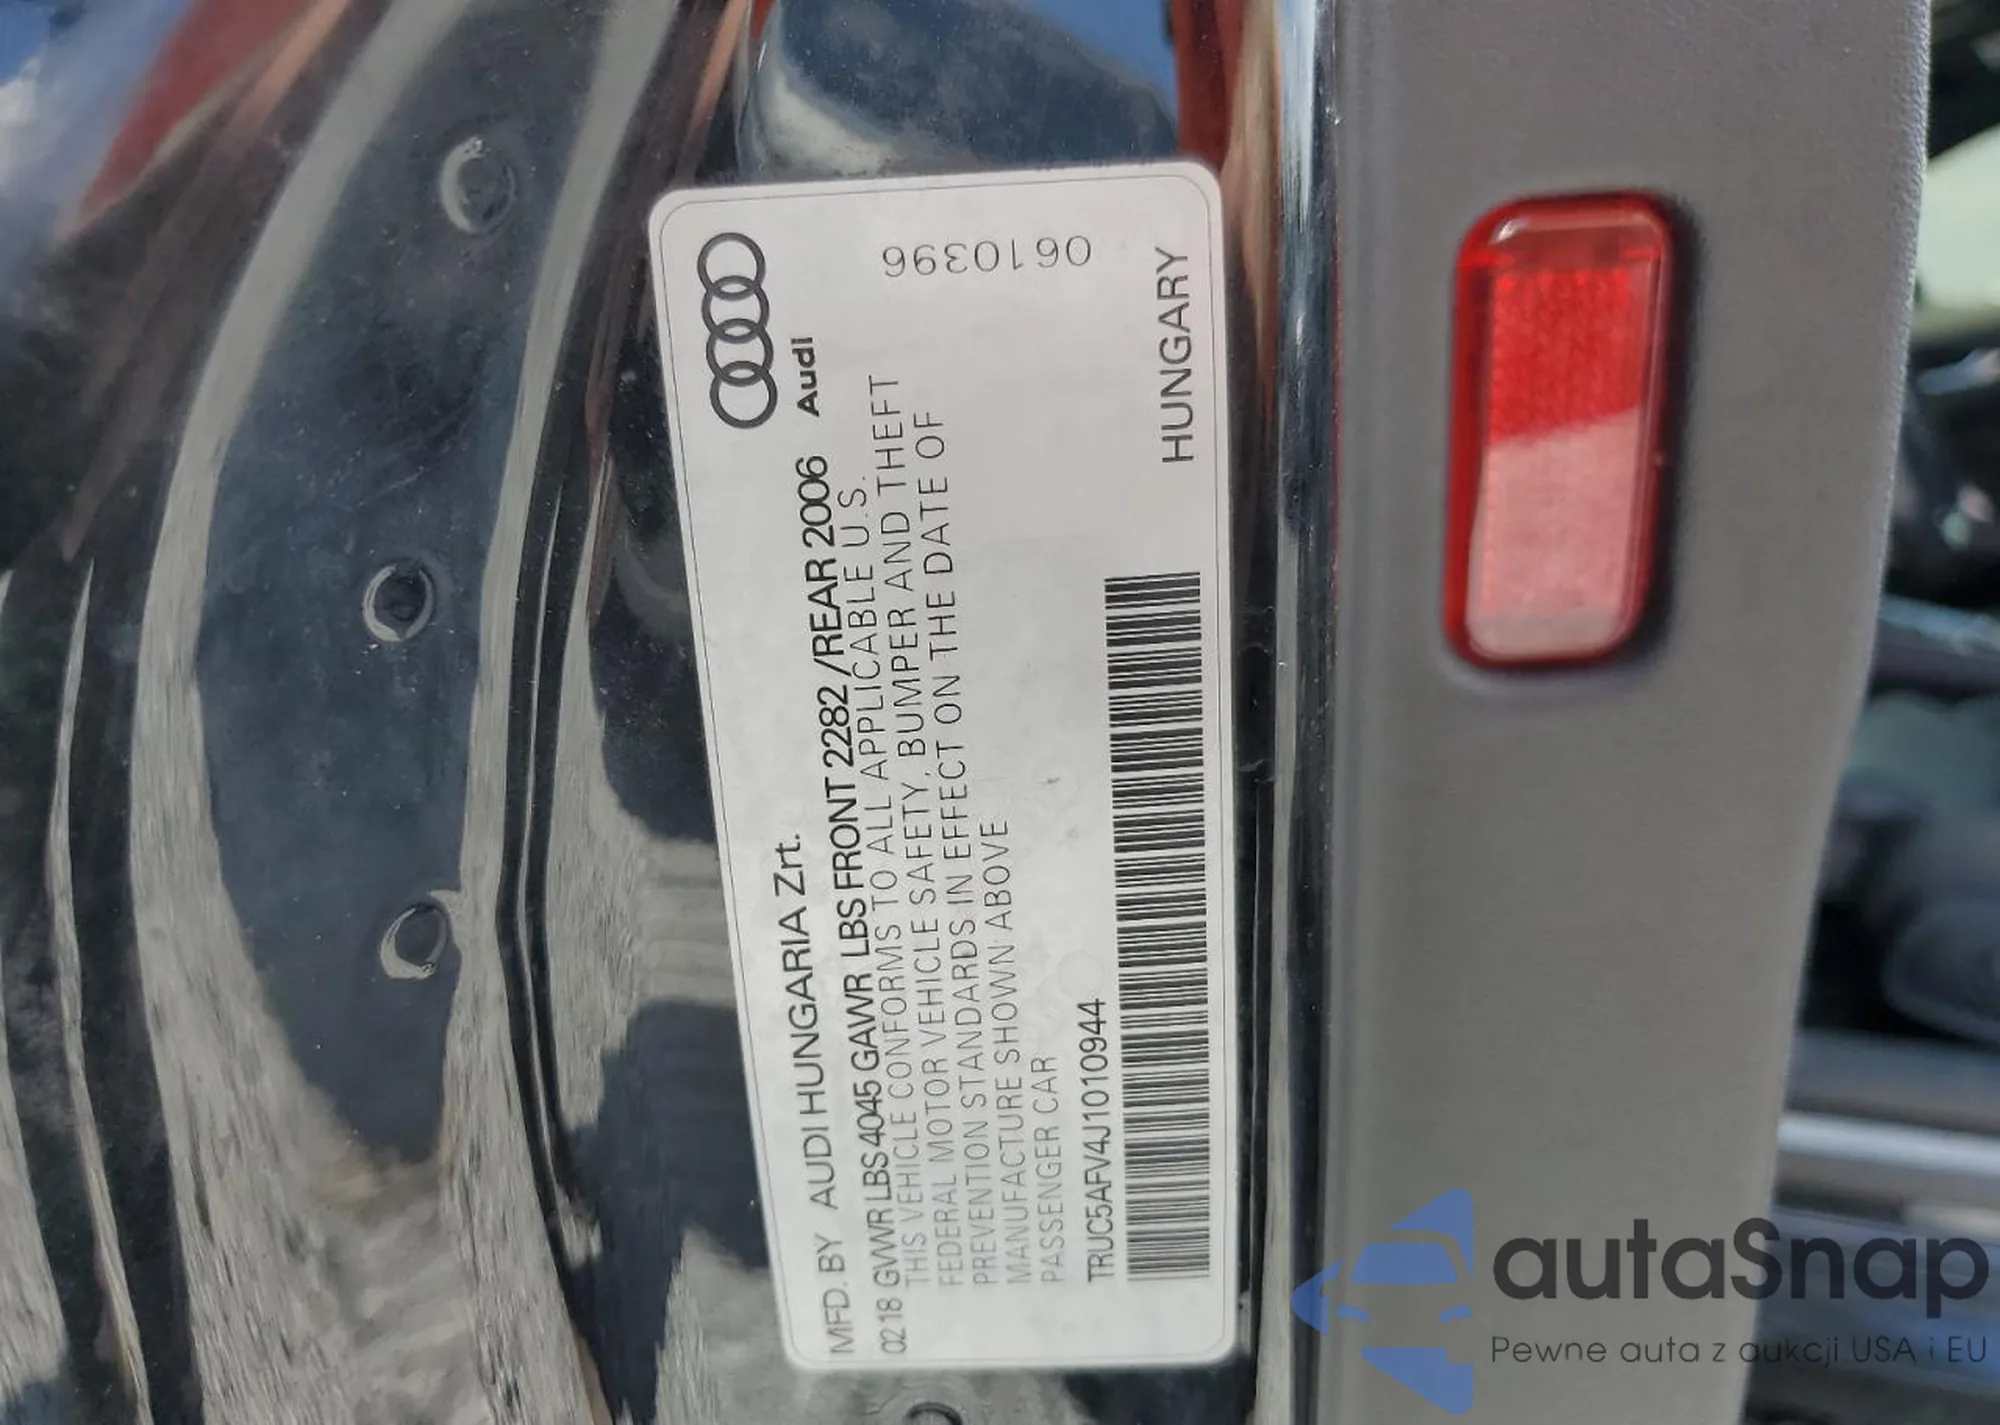 MFD. BY AUDI HUNGARIA Zrt.
0218 GVWR LBS 4045 GAWR LBS FRONT 2282/REAR 2006
Audi
THIS VEHICLE CONFORMS TO ALL APPLICABLE U.S.
FEDERAL MOTOR VEHICLE SAFETY, BUMPER AND THEFT
PREVENTION STANDARDS IN EFFECT ON THE DATE OF
MANUFACTURE SHOWN ABOVE
PASSENGER CAR
0610396
TRUC5AFV4J1010944
HUNGARY
autaSnap
Pewne auta z aukcji USA i EU